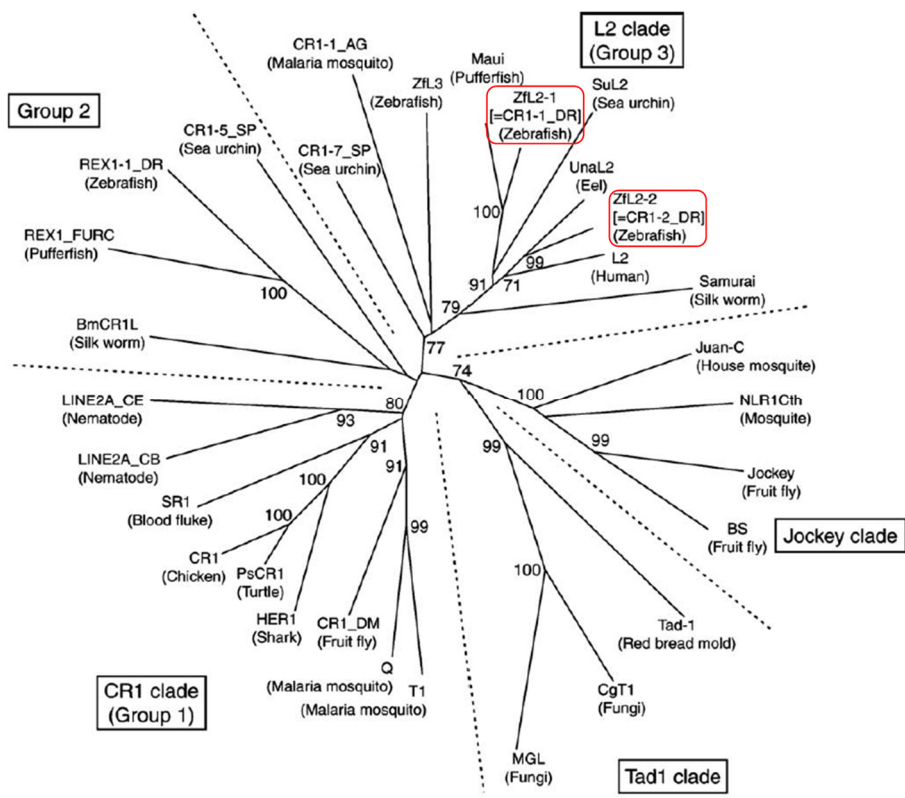 L2 clade
(Group 3)
Group 2
CR1-1_AG
(Malaria mosquito)
ZfL3
(Zebrafish)
Maui
(Pufferfish)
ZfL2-1
[=CR1-1_DR]
(Zebrafish)
SuL2
(Sea urchin)
CR1-5_SP
(Sea urchin)
CR1-7_SP
(Sea urchin)
REX1-1_DR
(Zebrafish)
UnaL2
(Eel)
ZfL2-2
[=CR1-2_DR]
(Zebrafish)
REX1_FURC
(Pufferfish)
L2
(Human)
Samurai
(Silk worm)
BmCR1L
(Silk worm)
100
100
99
91
71
79
77
74
Juan-C
(House mosquite)
NLR1Cth
(Mosquite)
Jockey
(Fruit fly)
BS
(Fruit fly)
Jockey clade
100
99
99
LINE2A_CE
(Nematode)
LINE2A_CB
(Nematode)
SR1
(Blood fluke)
CR1
(Chicken)
PsCR1
(Turtle)
HER1
(Shark)
CR1_DM
(Fruit fly)
Q
(Malaria mosquito)
T1
(Malaria mosquito)
80
93
91
91
100
100
99
CR1 clade
(Group 1)
100
Tad-1
(Red bread mold)
CgT1
(Fungi)
MGL
(Fungi)
Tad1 clade